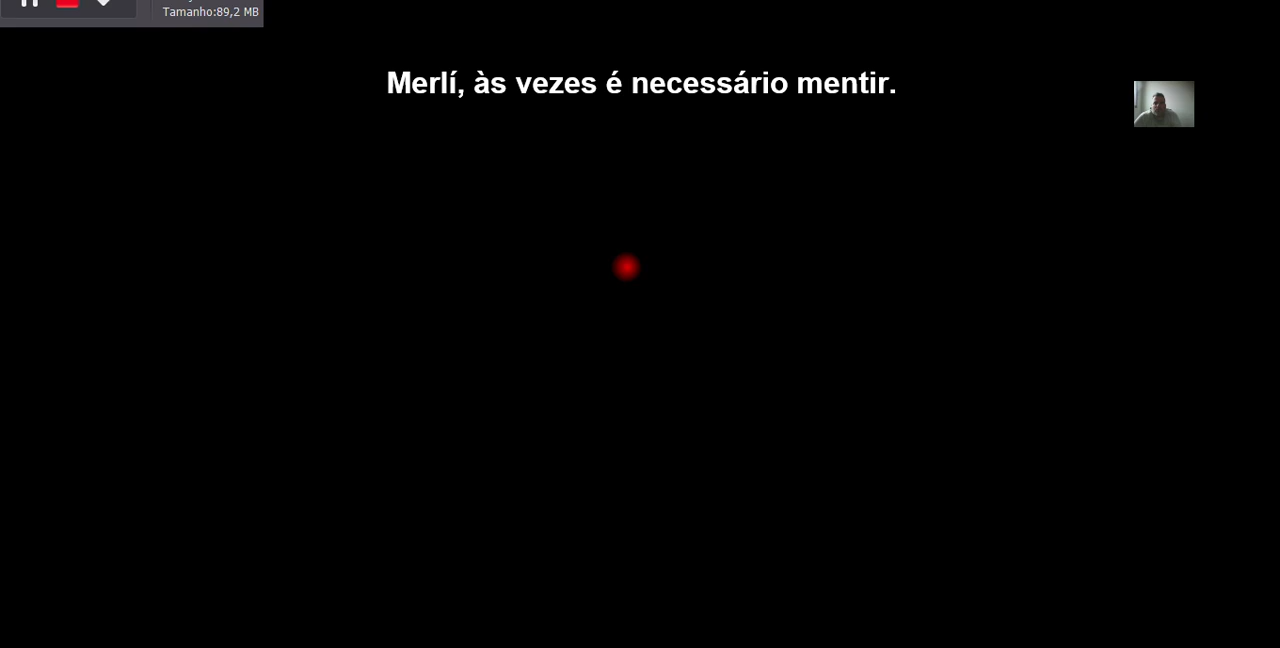 Tamanho:89,2 MB
Merlí, às vezes é necessário mentir.